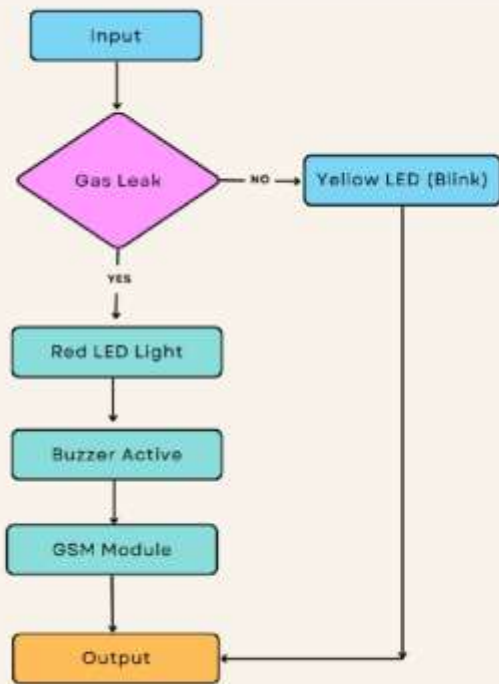 Input
Gas Leak
NO
Yellow LED (Blink)
YES
Red LED Light
Buzzer Active
GSM Module
Output